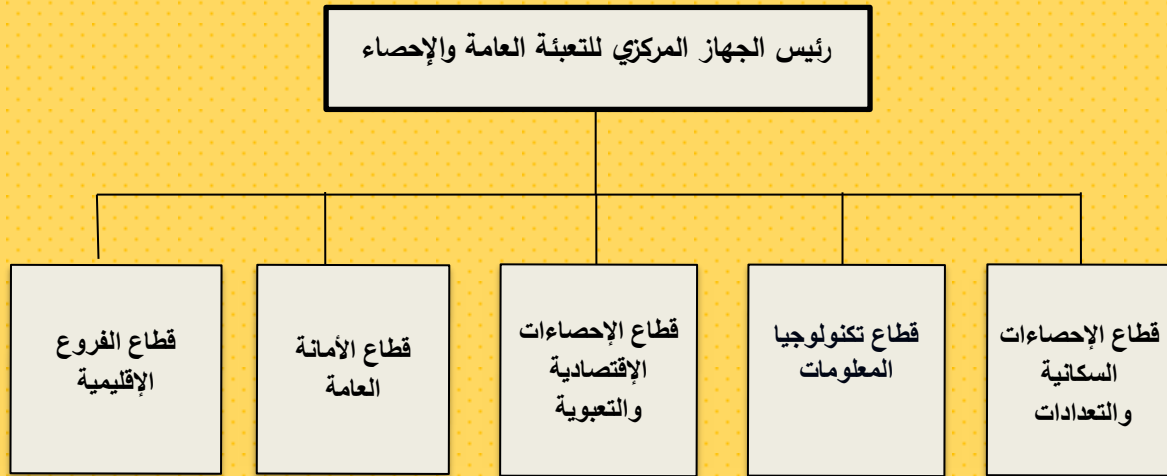 رئيس الجهاز المركزي للتعبئة العامة والإحصاء
قطاع الإحصاءات
السكانية
والتعدادات
قطاع تكنولوجيا
المعلومات
قطاع الإحصاءات
الإقتصادية
والتعبوية
قطاع الأمانة
العامة
قطاع الفروع
الإقليمية